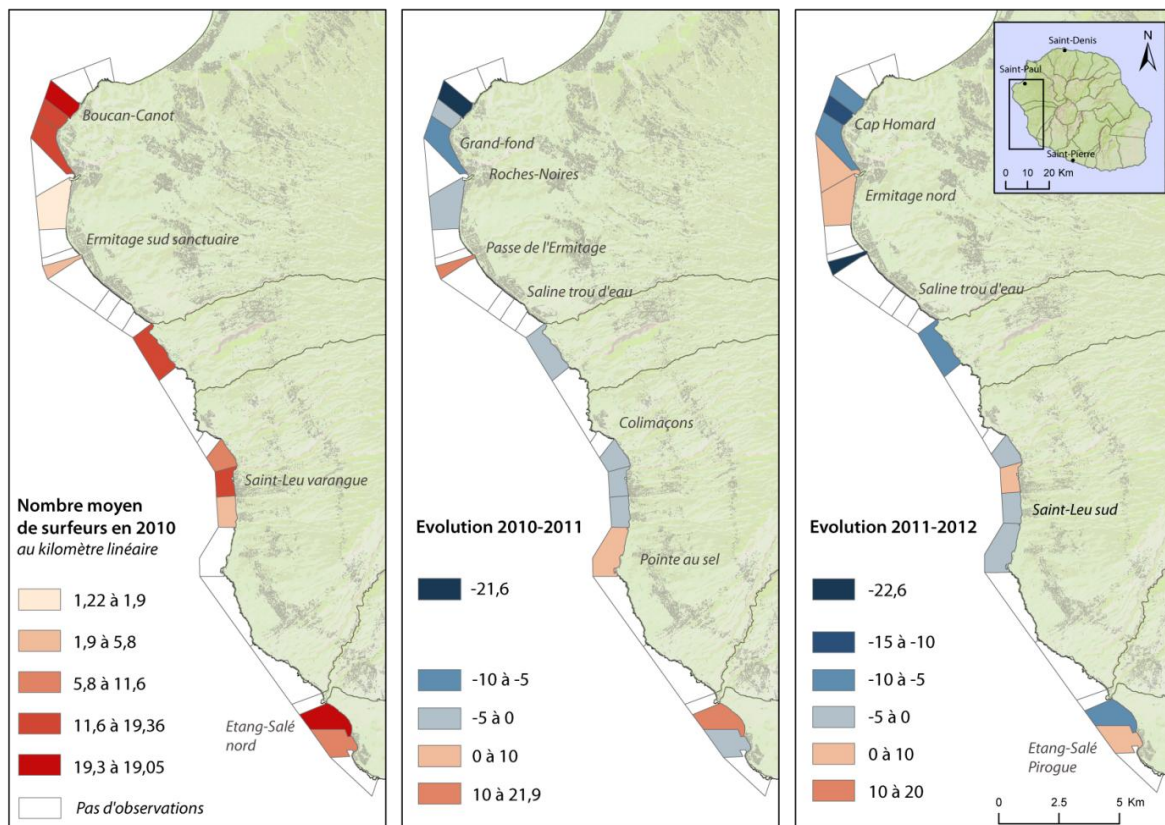 Boucan-Canot
Ermitage sud sanctuaire
Saint-Leu varangue
Etang-Salé
nord
Nombre moyen
de surfeurs en 2010
au kilomètre linéaire
1,22 à 1,9
1,9 à 5,8
5,8 à 11,6
11,6 à 19,36
19,3 à 19,05
Pas d'observations
Grand-fond
Roches-Noires
Passe de l'Ermitage
Saline trou d'eau
Colimaçons
Pointe au sel
Evolution 2010-2011
-21,6
-10 à -5
-5 à 0
0 à 10
10 à 21,9
Saint-Denis
N
Saint-Paul
Saint-Pierre
0 10 20 Km
Cap Homard
Ermitage nord
Saline trou d'eau
Saint-Leu sud
Etang-Salé
Pirogue
Evolution 2011-2012
-22,6
-15 à -10
-10 à -5
-5 à 0
0 à 10
10 à 20
0 2.5 5 Km